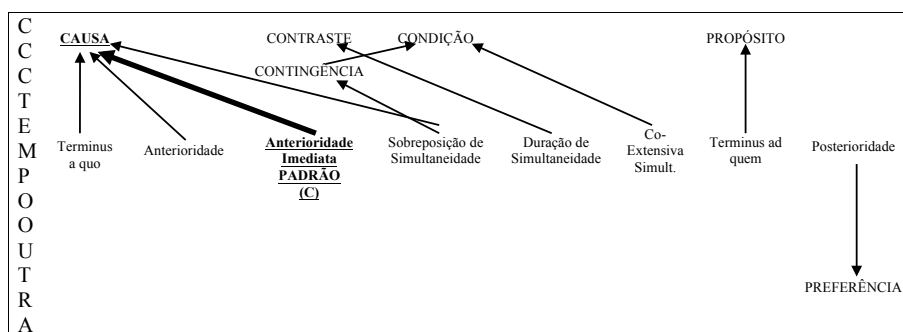 C
C
C
T
E
M
P
O
O
U
T
R
A
CAUSA
CONTRASTE
CONDIÇÃO
PROPÓSITO
CONTINGÊNCIA
Terminus
a quo
Anterioridade
Anterioridade
Imediata
PADRÃO
(C)
Sobreposição de
Simultaneidade
Duração de
Simultaneidade
Co-
Extensiva
Simult.
Terminus ad
quem
Posterioridade
PREFERÊNCIA